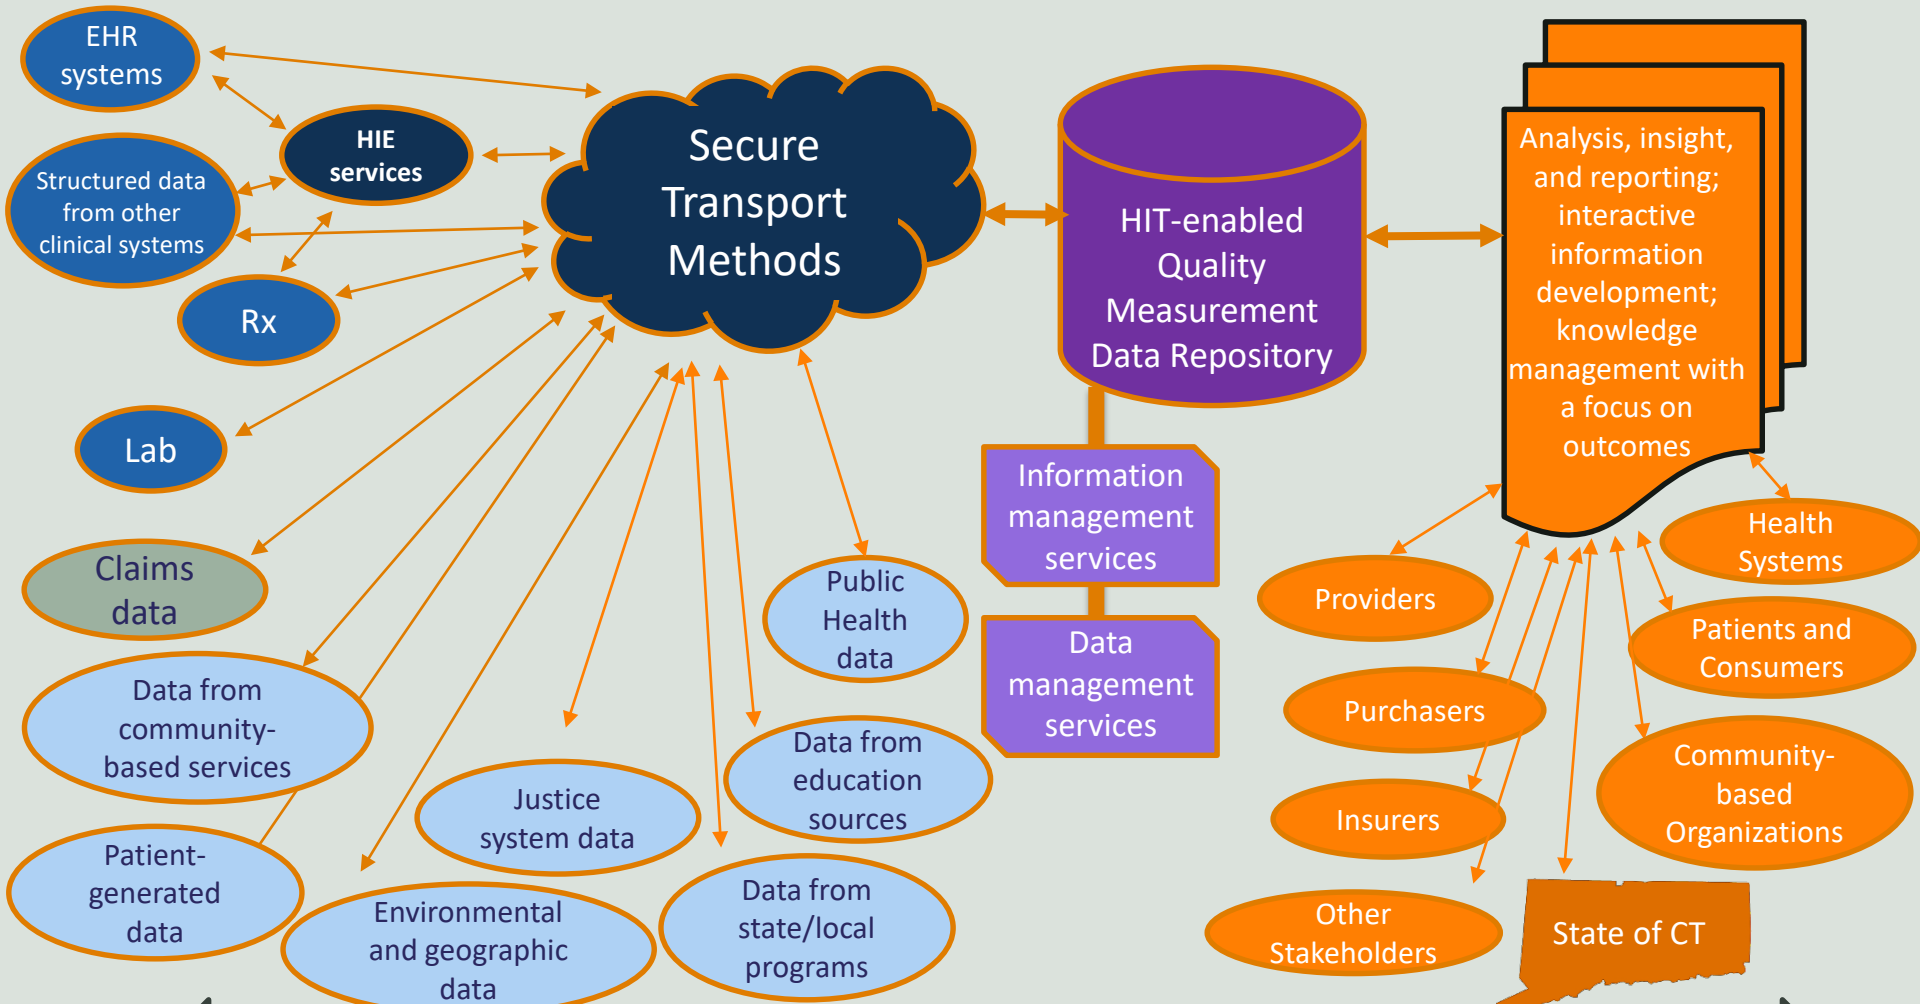 EHR
systems
HIE
services
Structured data
from other
clinical systems
Rx
Lab
Claims
data
Data from
community-
based services
Patient-
generated
data
Secure
Transport
Methods
Environmental
and geographic
data
Justice
system data
Data from
state/local
programs
Data from
education
sources
Public
Health
data
HIT-enabled
Quality
Measurement
Data Repository
Information
management
services
Data
management
services
Analysis, insight,
and reporting;
interactive
information
development;
knowledge
management with
a focus on
outcomes
Providers
Purchasers
Insurers
Other
Stakeholders
State of CT
Health
Systems
Patients and
Consumers
Community-
based
Organizations